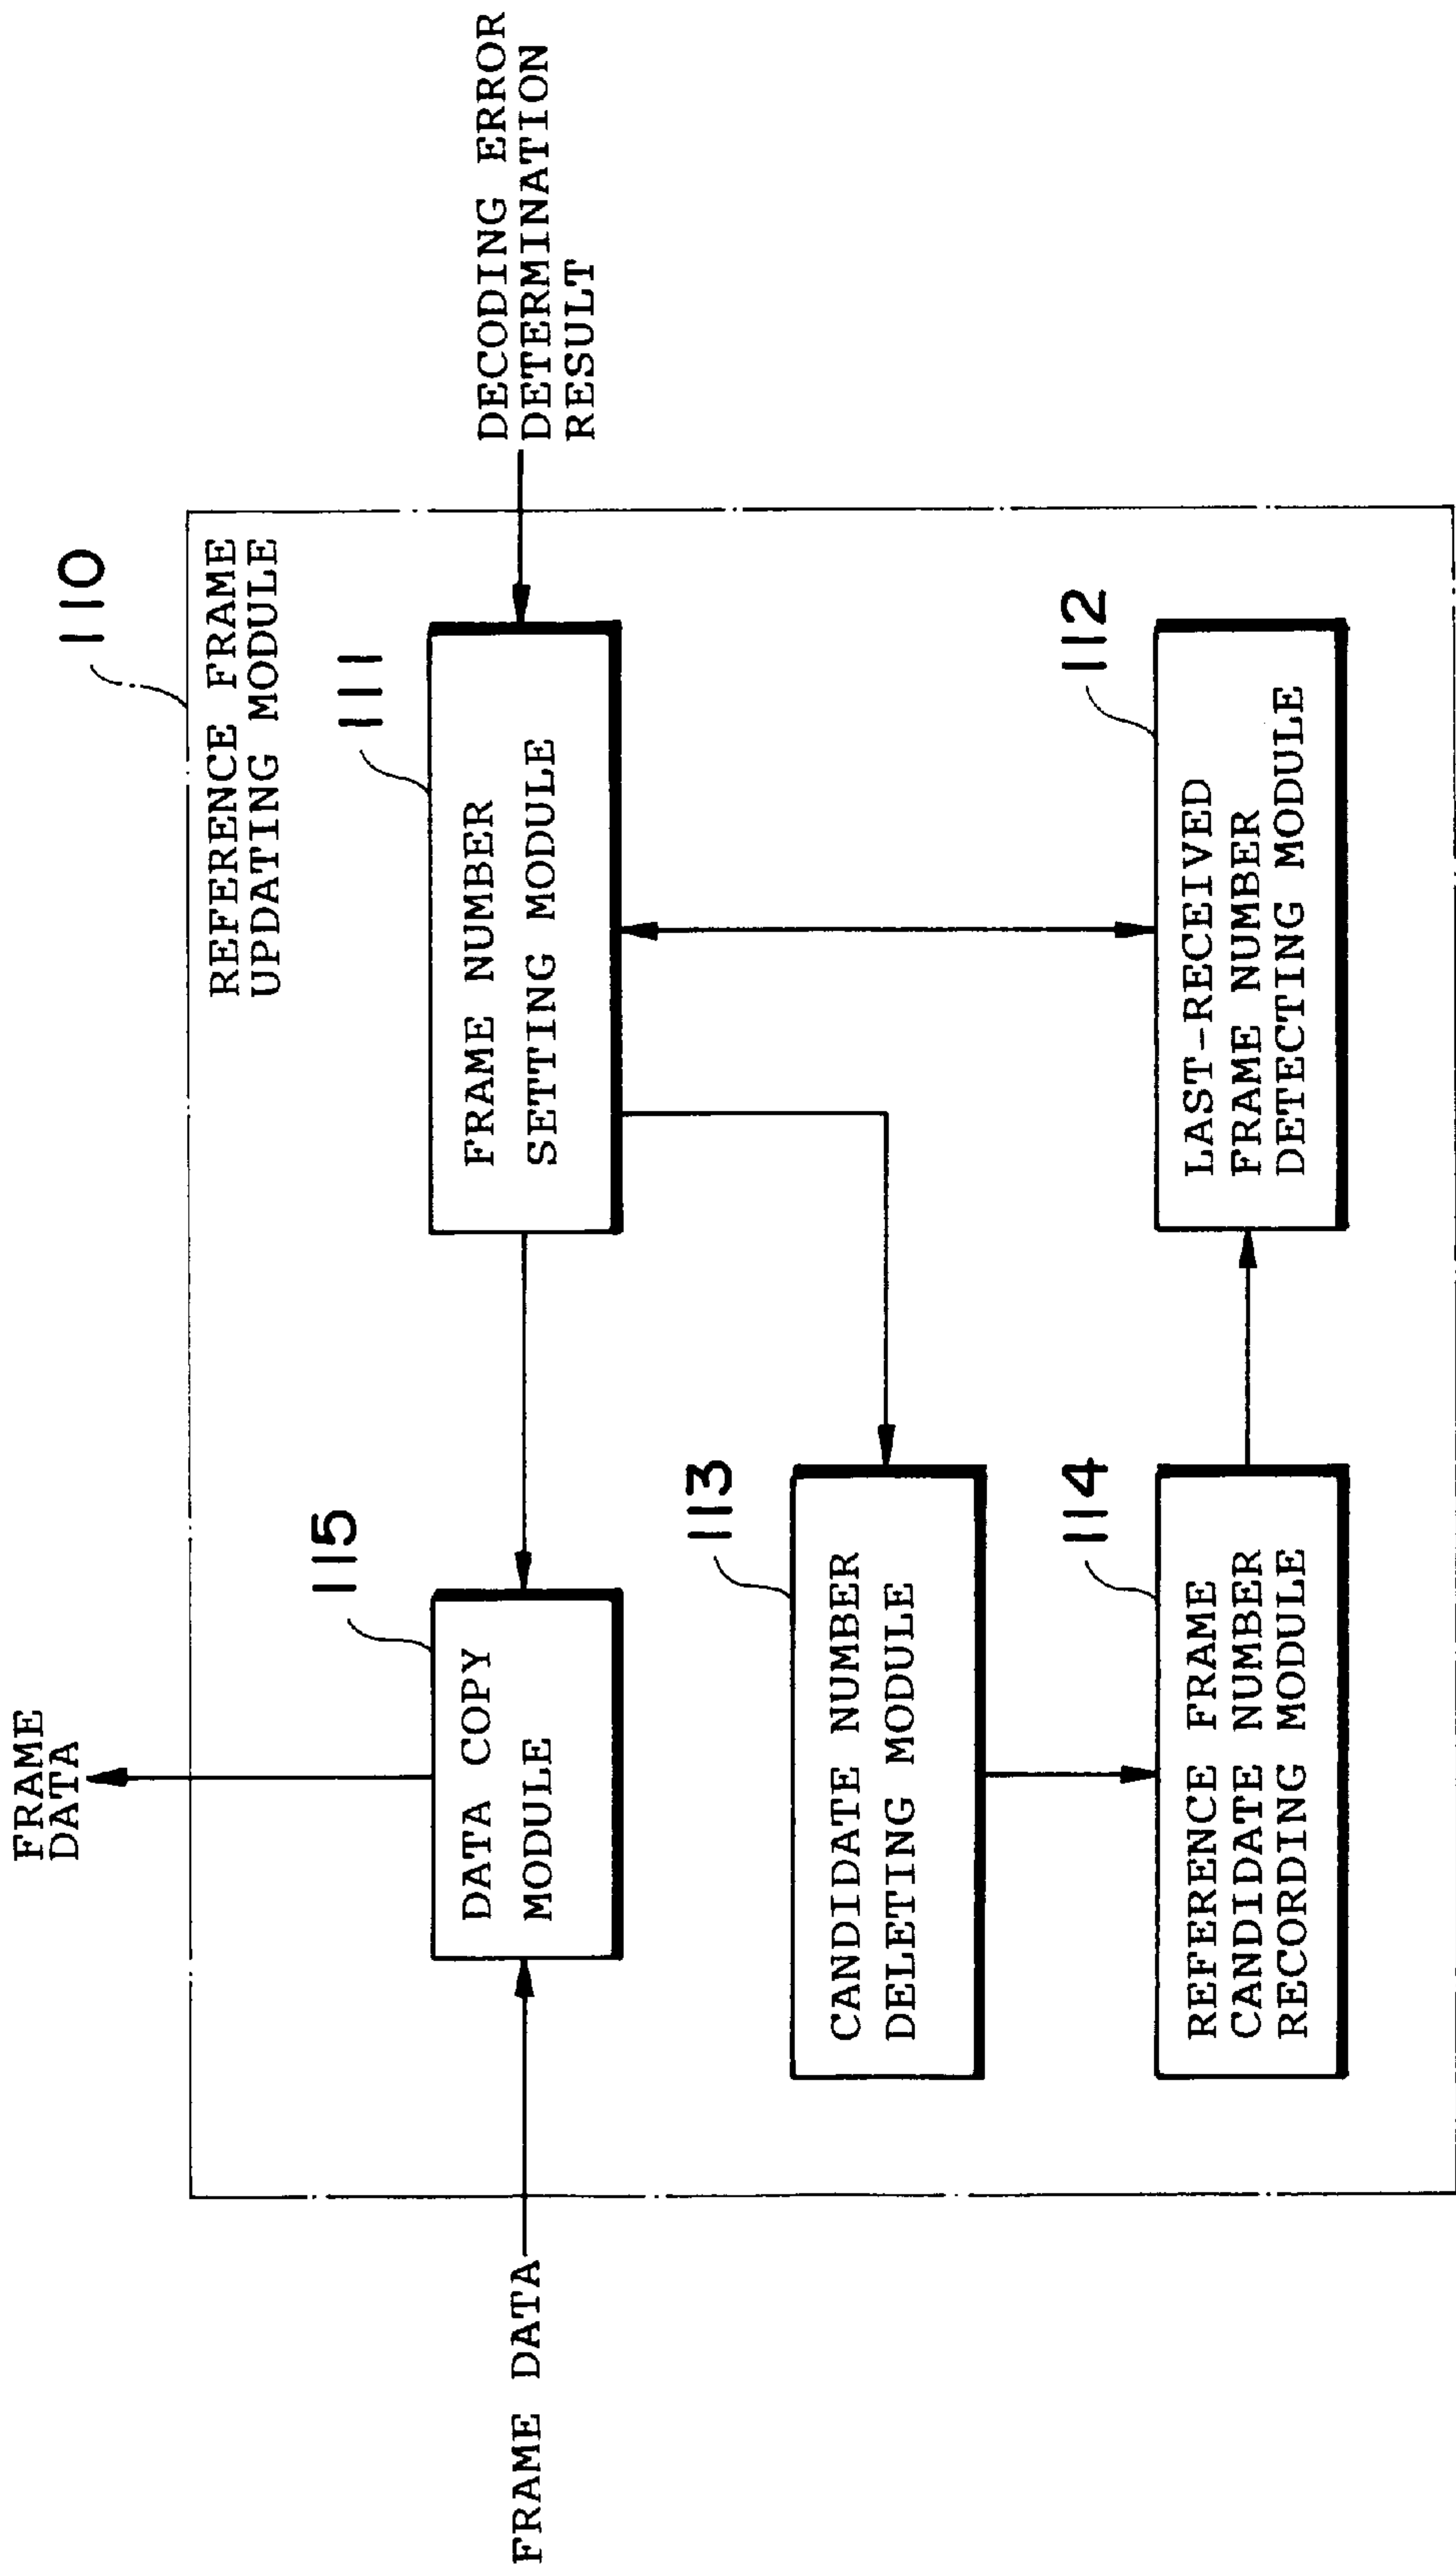 110
REFERENCE FRAME
UPDATING MODULE
FRAME
DATA
115
DATA COPY
MODULE
FRAME DATA
111
FRAME NUMBER
SETTING MODULE
DECODING ERROR
DETERMINATION
RESULT
113
CANDIDATE NUMBER
DELETING MODULE
114
REFERENCE FRAME
CANDIDATE NUMBER
RECORDING MODULE
112
LAST-RECEIVED
FRAME NUMBER
DETECTING MODULE